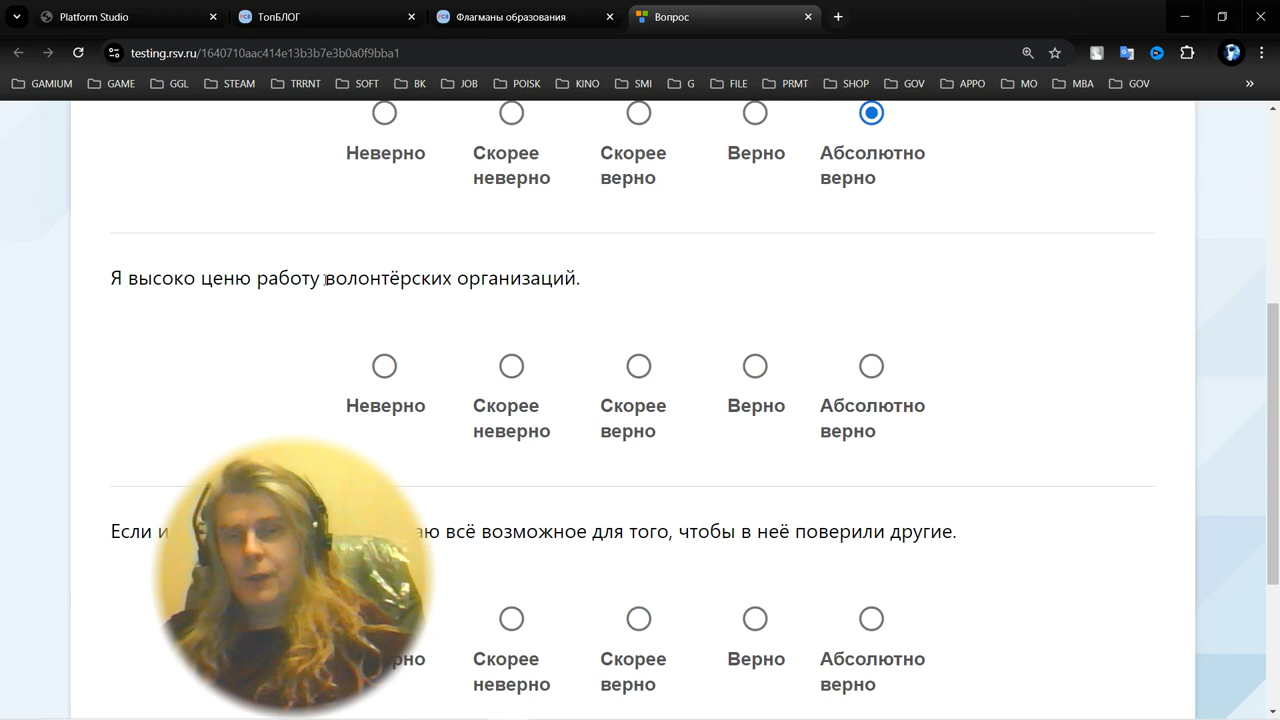 Platform Studio
ТопБЛОГ
Флагманы образования
Вопрос
testing.rsv.ru/1640710aac414e13b3b7e3b0a0f9bba1
GAMIUM GAME GGL STEAM TRRNT SOFT BK JOB POISK KINO SMI G FILE PRMT SHOP GOV APPO MO MBA GOV
Неверно Скорее неверно Скорее верно Верно Абсолютно верно
Я высоко ценю работу волонтёрских организаций.
Неверно Скорее неверно Скорее верно Верно Абсолютно верно
Если и
всё возможное для того, чтобы в неё поверили другие.
Скорее неверно Скорее верно Верно Абсолютно верно